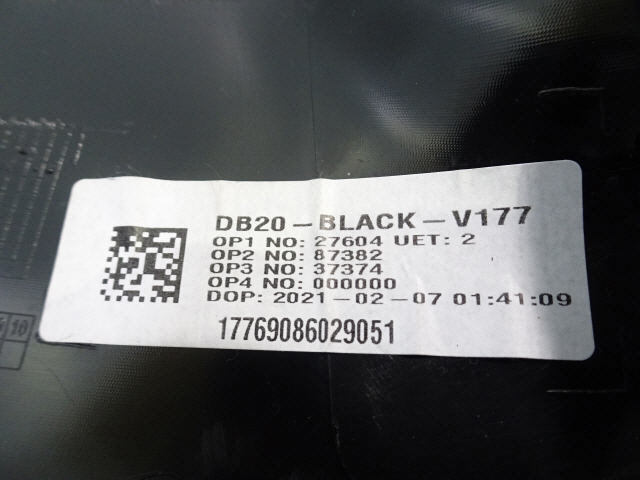 DB20-BLACK-V177
OP1 NO: 27604 UET: 2
OP2 NO: 87382
OP3 NO: 37374
OP4 NO: 000000
DOP: 2021-02-07 01:41:09
17769086029051
10